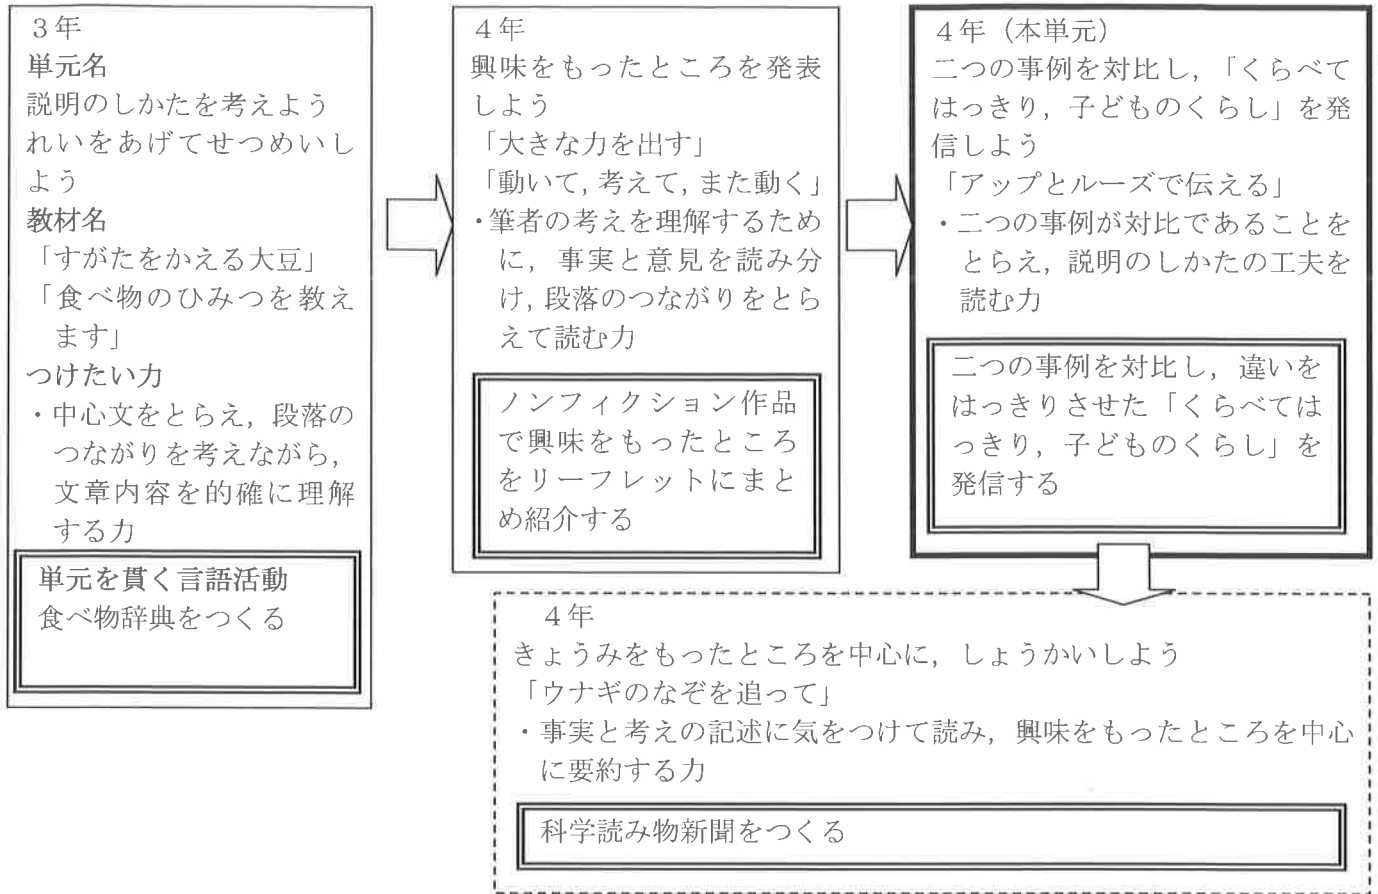 ３年
単元名
説明のしかたを考えよう
れいをあげてせつめいし
よう
教材名
「すがたをかえる大豆」
「食べ物のひみつを教え
ます」
つけたい力
・中心文をとらえ，段落の
つながりを考えながら，
文章内容を的確に理解
する力
単元を貫く言語活動
食べ物辞典をつくる
４年
興味をもったところを発表
しよう
「大きな力を出す」
「動いて，考えて，また動く」
・筆者の考えを理解するため
に，事実と意見を読み分
け，段落のつながりをとら
えて読む力
ノンフィクション作品
で興味をもったところ
をリーフレットにまと
め紹介する
４年（本単元）
二つの事例を対比し，「くらべて
はっきり，子どものくらし」を発
信しよう
「アップとルーズで伝える」
・二つの事例が対比であることを
とらえ，説明のしかたの工夫を
読む力
二つの事例を対比し，違いを
はっきりさせた「くらべては
っきり，子どものくらし」を
発信する
４年
きょうみをもったところを中心に，しょうかいしよう
「ウナギのなぞを追って」
・事実と考えの記述に気をつけて読み，興味をもったところを中心
に要約する力
科学読み物新聞をつくる